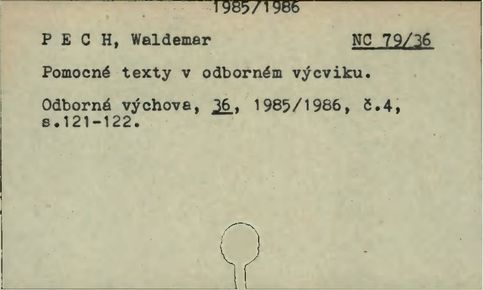 1985/1986
P E C H, Waldemar NC 79/36
Pomocné texty v odborném výcviku.
Odborná výchova, 36, 1985/1986, č.4,
s.121-122.